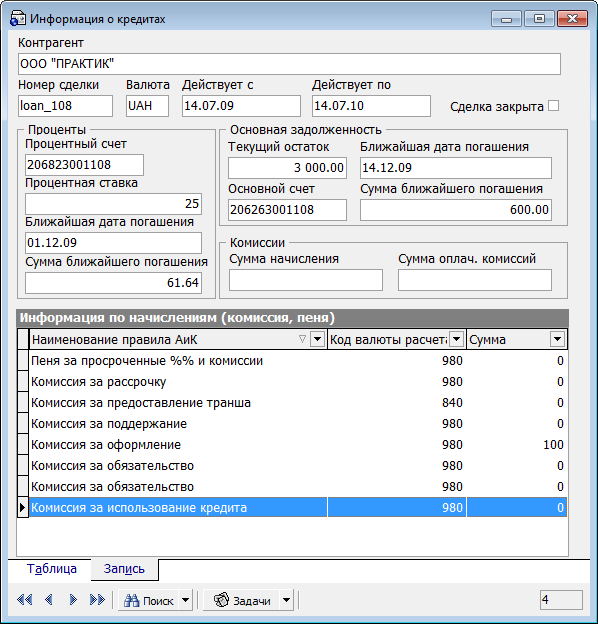 Информация о кредитах
Контрагент
ООО "ПРАКТИК"
Номер сделки Валюта Действует с Действует по
loan_108 UAH 14.07.09 14.07.10 Сделка закрыта
Проценты
Процентный счет
206823001108
Процентная ставка
25
Ближайшая дата погашения
01.12.09
Сумма ближайшего погашения
61.64
Основная задолженность
Текущий остаток Ближайшая дата погашения
3 000.00 14.12.09
Основной счет Сумма ближайшего погашения
206263001108 600.00
Комиссии
Сумма начисления Сумма оплач. комиссий
Информация по начислениям (комиссия, пеня)
Наименование правила АиК Код валюты расчета Сумма
Пеня за просроченные %% и комиссии 980 0
Комиссия за рассрочку 980 0
Комиссия за предоставление транша 840 0
Комиссия за поддержание 980 0
Комиссия за оформление 980 100
Комиссия за обязательство 980 0
Комиссия за обязательство 980 0
Комиссия за использование кредита 980 0
Таблица Запись
Поиск Задачи 4